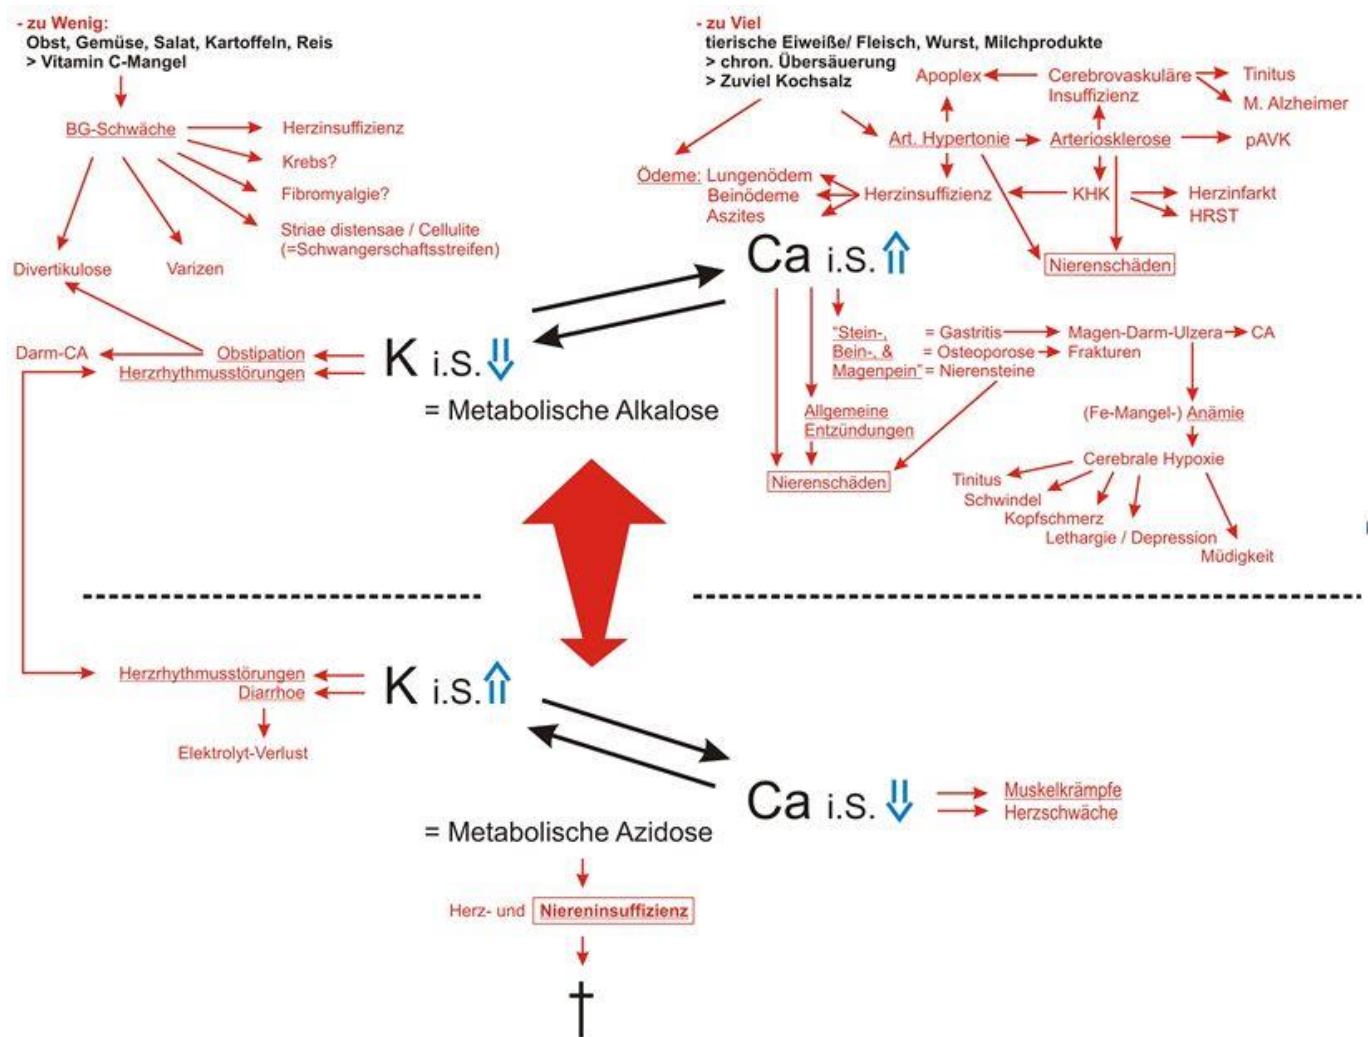 - zu Wenig:
Obst, Gemüse, Salat, Kartoffeln, Reis
> Vitamin C-Mangel
BG-Schwäche
Herzinsuffizienz
Krebs?
Fibromyalgie?
Striae distensae / Cellulite
(=Schwangerschaftsstreifen)
Divertikulose
Varizen
- zu Viel
tierische Eiweiße/ Fleisch, Wurst, Milchprodukte
> chron. Übersäuerung
> Zuviel Kochsalz
Apoplex
Cerebrovaskuläre
Insuffizienz
Tinitus
M. Alzheimer
Art. Hypertonie
Arteriosklerose
pAVK
Ödeme: Lungenödem
Beinödeme
Aszites
Herzinsuffizienz
KHK
Herzinfarkt
HRST
Nierenschäden
Ca i.S.
Darm-CA
Obstipation
Herzrhythmusstörungen
K i.S.
= Metabolische Alkalose
"Stein-, = Gastritis
Bein-, & = Osteoporose
Magenpein" = Nierensteine
Magen-Darm-Ulzera
CA
Frakturen
Allgemeine
Entzündungen
Nierenschäden
(Fe-Mangel-) Anämie
Cerebrale Hypoxie
Tinitus
Schwindel
Kopfschmerz
Lethargie / Depression
Müdigkeit
Herzrhythmusstörungen
Diarrhoe
K i.S.
Elektrolyt-Verlust
Ca i.S.
Muskelkrämpfe
Herzschwäche
= Metabolische Azidose
Herz- und Niereninsuffizienz